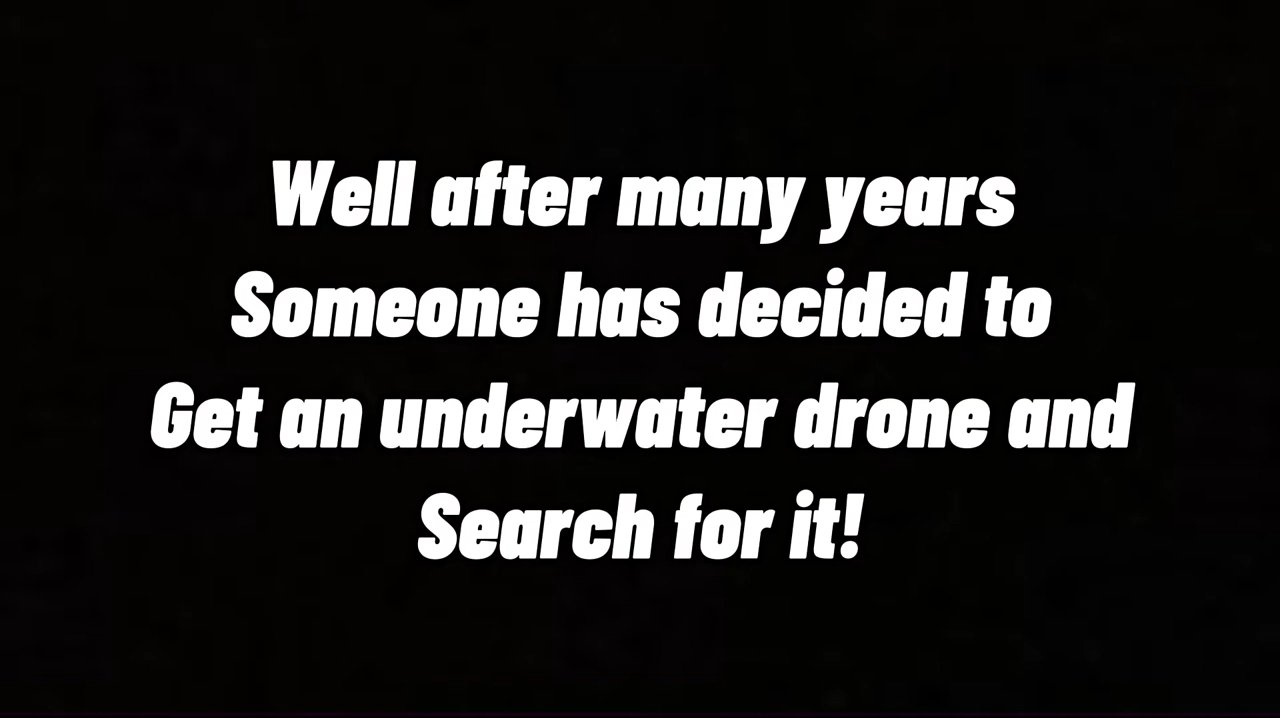 Well after many years
Someone has decided to
Get an underwater drone and
Search for it!